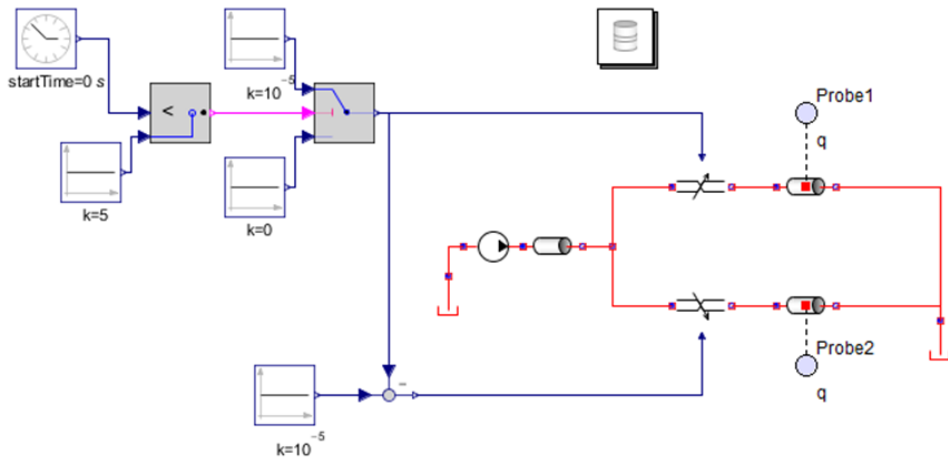 startTime=0 s
k=10⁻⁵
<
k=5
k=0
Probe1
q
Probe2
q
-
k=10⁻⁵